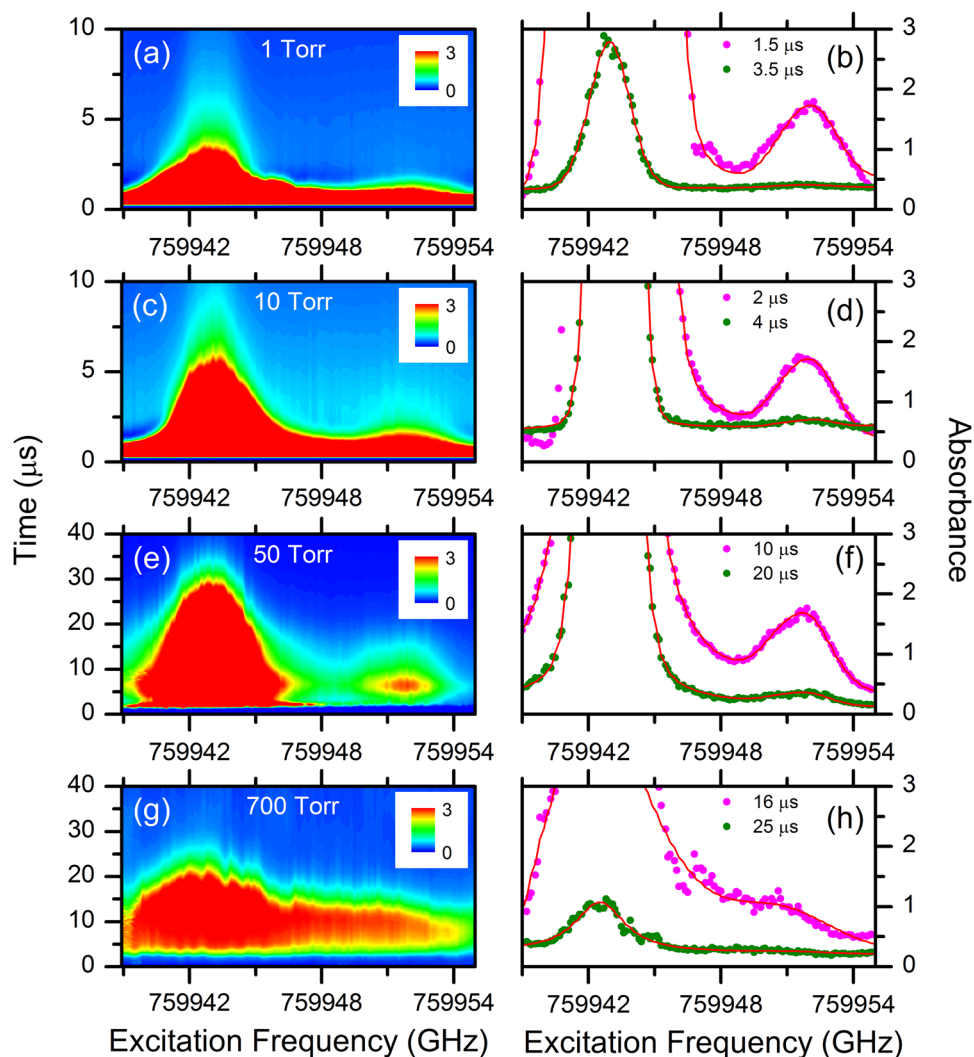 (a) 1 Torr 3 0
10
5
0
759942 759948 759954
(b) 1.5 μs
3.5 μs
3
2
1
0
759942 759948 759954
(c) 10 Torr 3 0
10
5
0
759942 759948 759954
(d) 2 μs
4 μs
3
2
1
0
759942 759948 759954
(e) 50 Torr 3 0
40
30
20
10
0
759942 759948 759954
(f) 10 μs
20 μs
3
2
1
0
759942 759948 759954
(g) 700 Torr 3 0
40
30
20
10
0
759942 759948 759954
(h) 16 μs
25 μs
3
2
1
0
759942 759948 759954
Time (μs)
Absorbance
Excitation Frequency (GHz)
Excitation Frequency (GHz)